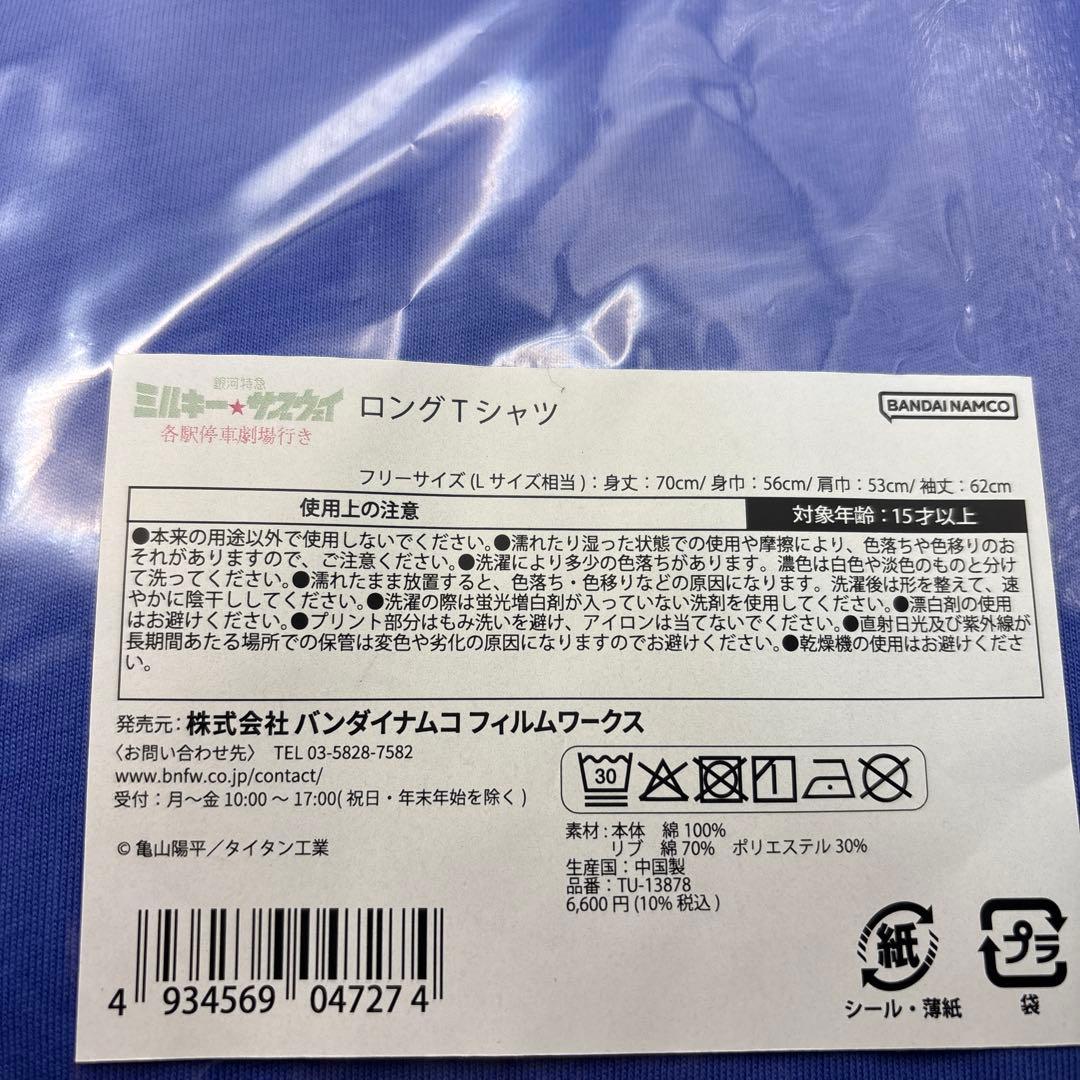 銀河特急
ミルキー★サブウェイ
各駅停車劇場行き
ロングTシャツ
BANDAI NAMCO
フリーサイズ(Lサイズ相当):身丈:70cm/ 身巾:56cm/ 肩巾:53cm/ 袖丈:62cm
使用上の注意
対象年齢:15才以上
●本来の用途以外で使用しないでください。●濡れたり湿った状態での使用や摩擦により、色落ちや色移りのお
それがありますので、ご注意ください。●洗濯により多少の色落ちがあります。濃色は白色や淡色のものと分け
て洗ってください。●濡れたまま放置すると、色落ち・色移りなどの原因になります。洗濯後は形を整えて、速
やかに陰干ししてください。●洗濯の際は蛍光増白剤が入っていない洗剤を使用してください。●漂白剤の使用
はお避けください。●プリント部分はもみ洗いを避け、アイロンは当てないでください。●直射日光及び紫外線が
長期間あたる場所での保管は変色や劣化の原因になりますのでお避けください。●乾燥機の使用はお避けくださ
い。
発売元:株式会社 バンダイナムコ フィルムワークス
〈お問い合わせ先〉 TEL 03-5828-7582
www.bnfw.co.jp/contact/
受付:月〜金 10:00 〜 17:00( 祝日・年末年始を除く )
30
© 亀山陽平/タイタン工業
素材:本体 綿 100%
リブ 綿 70% ポリエステル 30%
生産国:中国製
品番:TU-13878
6,600 円 (10% 税込 )
4 934569 047274
紙
シール・薄紙
プラ
袋